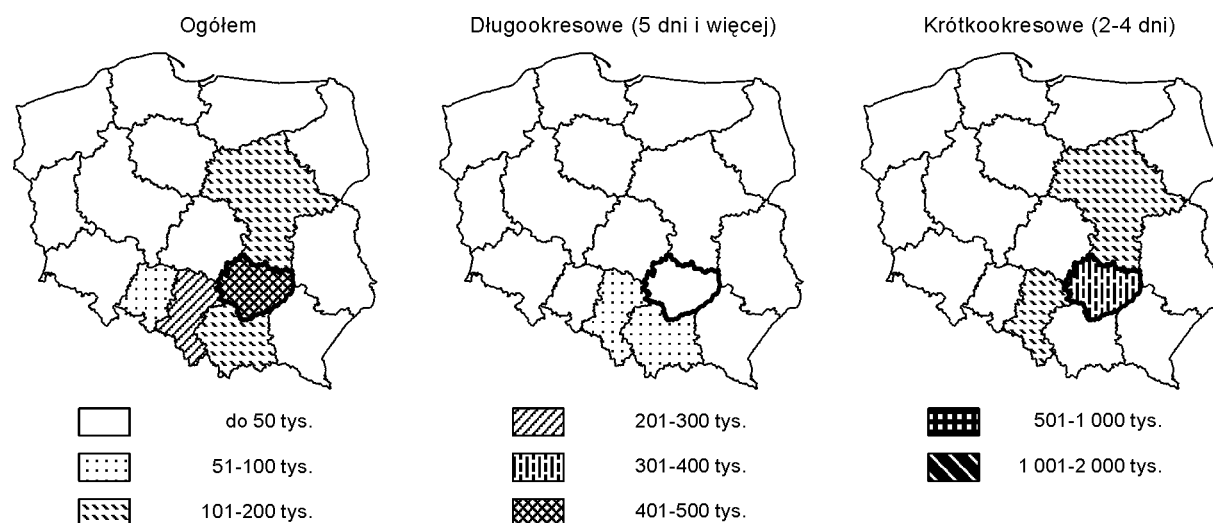 Ogółem
Długookresowe (5 dni i więcej)
Krótkookresowe (2-4 dni)
do 50 tys.
51-100 tys.
101-200 tys.
201-300 tys.
301-400 tys.
401-500 tys.
501-1 000 tys.
1 001-2 000 tys.